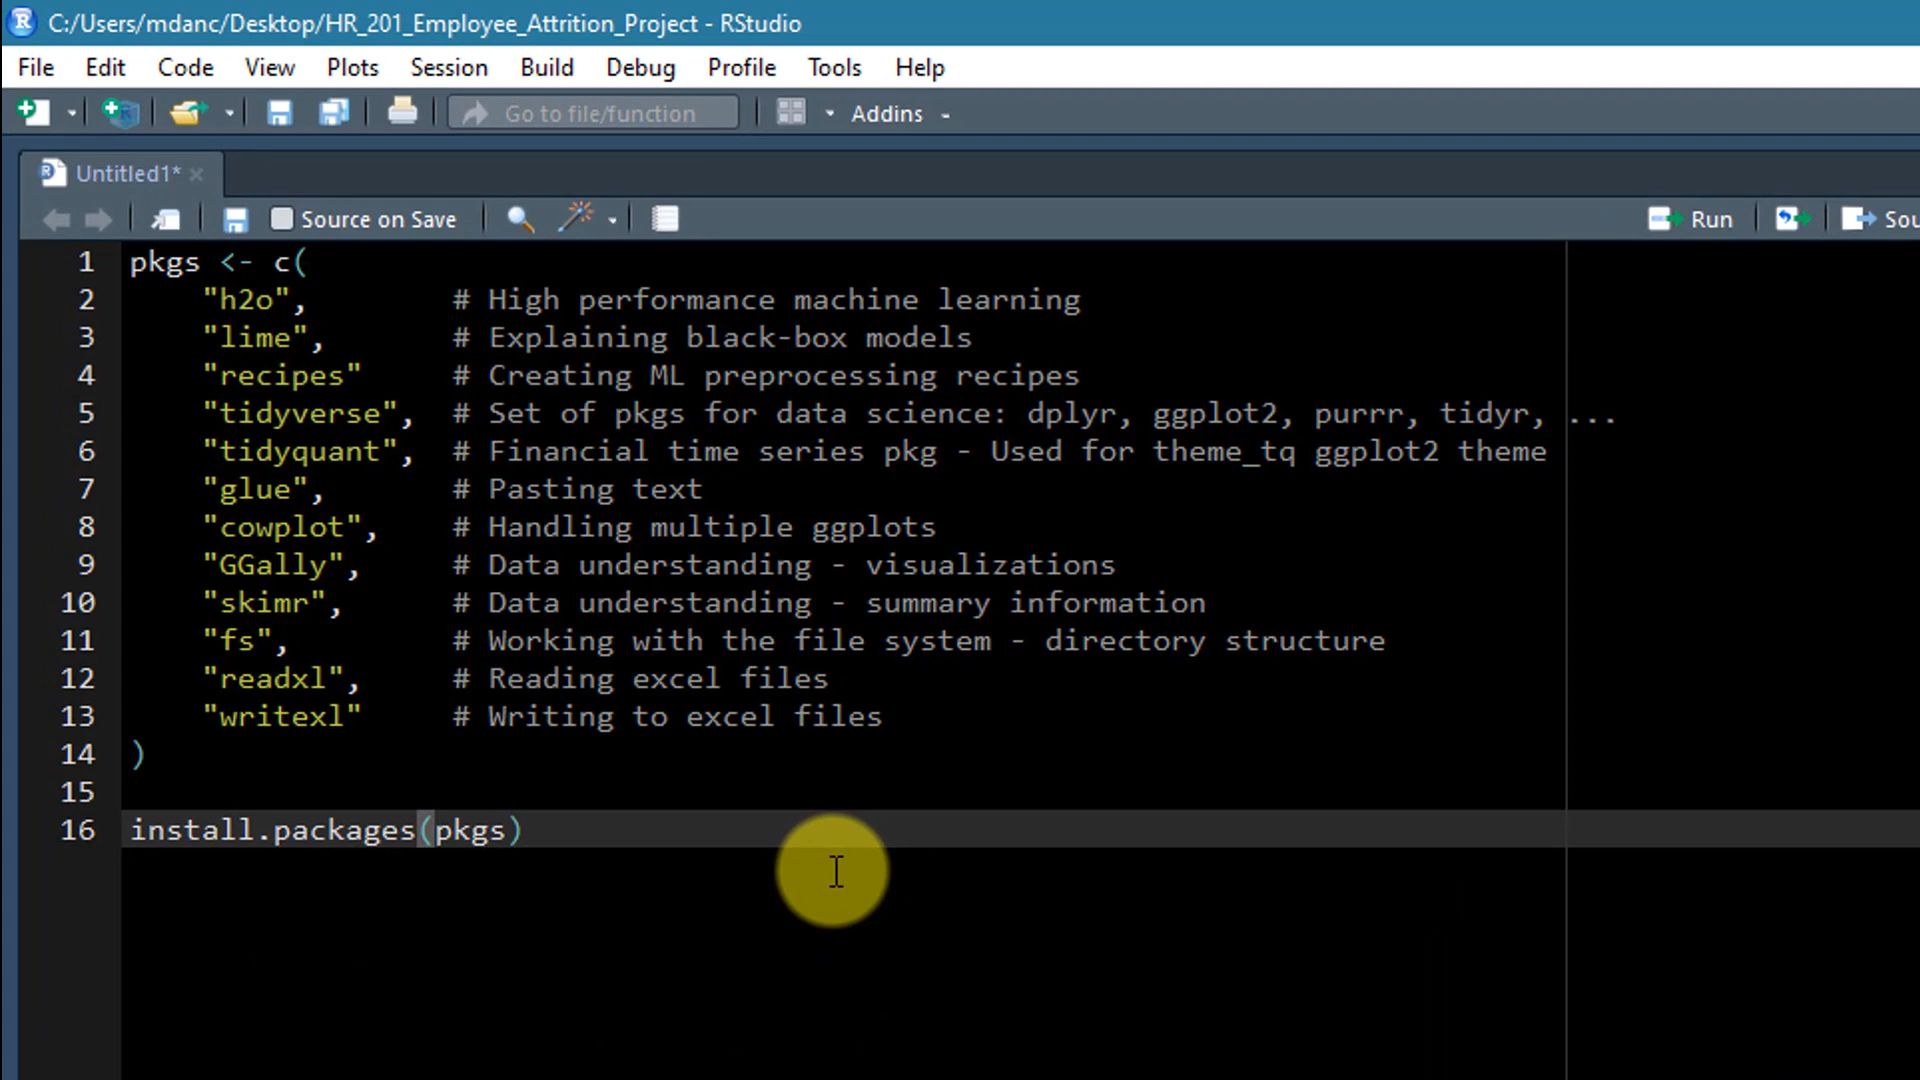 C:/Users/mdanc/Desktop/HR_201_Employee_Attrition_Project - RStudio
File Edit Code View Plots Session Build Debug Profile Tools Help
Go to file/function Addins
Untitled1*
Source on Save Run Sou
1 pkgs <- c(
2     "h2o",        # High performance machine learning
3     "lime",       # Explaining black-box models
4     "recipes"     # Creating ML preprocessing recipes
5     "tidyverse",  # Set of pkgs for data science: dplyr, ggplot2, purrr, tidyr, ...
6     "tidyquant",  # Financial time series pkg - Used for theme_tq ggplot2 theme
7     "glue",       # Pasting text
8     "cowplot",    # Handling multiple ggplots
9     "GGally",     # Data understanding - visualizations
10     "skimr",      # Data understanding - summary information
11     "fs",         # Working with the file system - directory structure
12     "readxl",     # Reading excel files
13     "writexl"     # Writing to excel files
14 )
15
16 install.packages(pkgs)